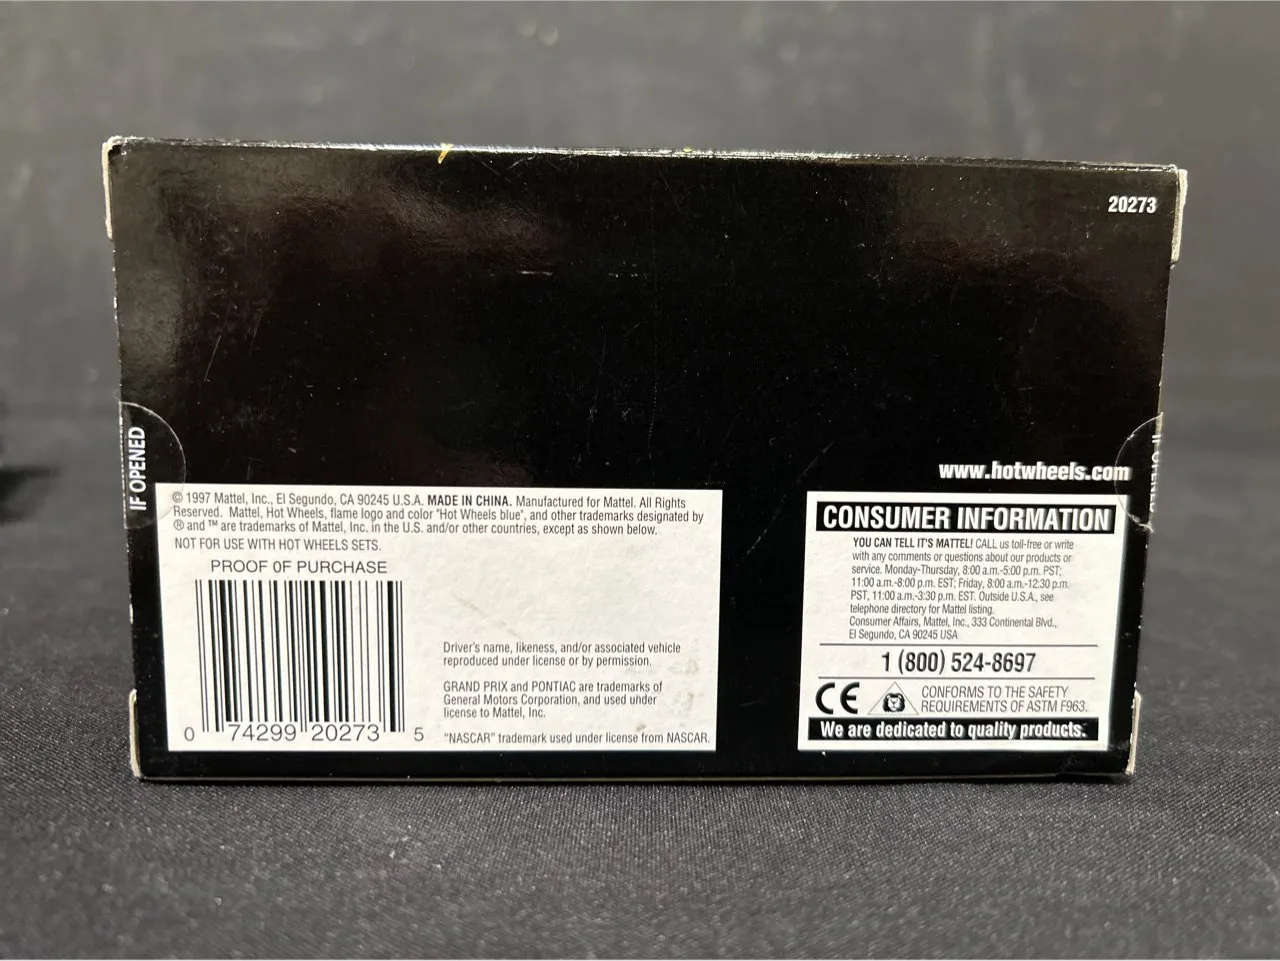 20273
IF OPENED
www.hotwheels.com
© 1997 Mattel, Inc., El Segundo, CA 90245 U.S.A. MADE IN CHINA. Manufactured for Mattel. All Rights
Reserved. Mattel, Hot Wheels, flame logo and color "Hot Wheels blue", and other trademarks designated by
® and ™ are trademarks of Mattel, Inc. in the U.S. and/or other countries, except as shown below.
NOT FOR USE WITH HOT WHEELS SETS.
PROOF OF PURCHASE
0 74299 20273 5
Driver's name, likeness, and/or associated vehicle
reproduced under license or by permission.
GRAND PRIX and PONTIAC are trademarks of
General Motors Corporation, and used under
license to Mattel, Inc.
"NASCAR" trademark used under license from NASCAR.
CONSUMER INFORMATION
YOU CAN TELL IT'S MATTEL! CALL us toll-free or write
with any comments or questions about our products or
service. Monday-Thursday, 8:00 a.m.-5:00 p.m. PST;
11:00 a.m.-8:00 p.m. EST; Friday, 8:00 a.m.-12:30 p.m.
PST, 11:00 a.m.-3:30 p.m. EST. Outside U.S.A., see
telephone directory for Mattel listing.
Consumer Affairs, Mattel, Inc., 333 Continental Blvd.,
El Segundo, CA 90245 USA
1 (800) 524-8697
CE
CONFORMS TO THE SAFETY
REQUIREMENTS OF ASTM F963.
We are dedicated to quality products.